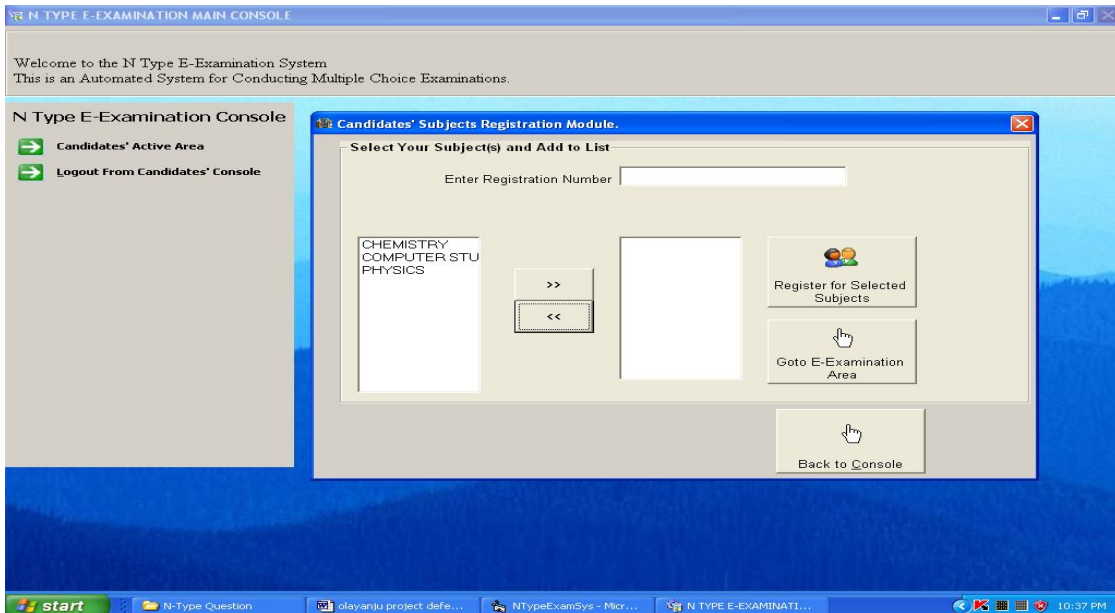 N TYPE E-EXAMINATION MAIN CONSOLE
Welcome to the N Type E-Examination System
This is an Automated System for Conducting Multiple Choice Examinations.
N Type E-Examination Console
Candidates' Active Area
Logout From Candidates' Console
Candidates' Subjects Registration Module.
Select Your Subject(s) and Add to List
Enter Registration Number
CHEMISTRY
COMPUTER STU
PHYSICS
>>
<<
Register for Selected
Subjects
Goto E-Examination
Area
Back to Console
start
N-Type Question
olayanju project defe...
NTypeExamSys - Micr...
N TYPE E-EXAMINATI...
10:37 PM